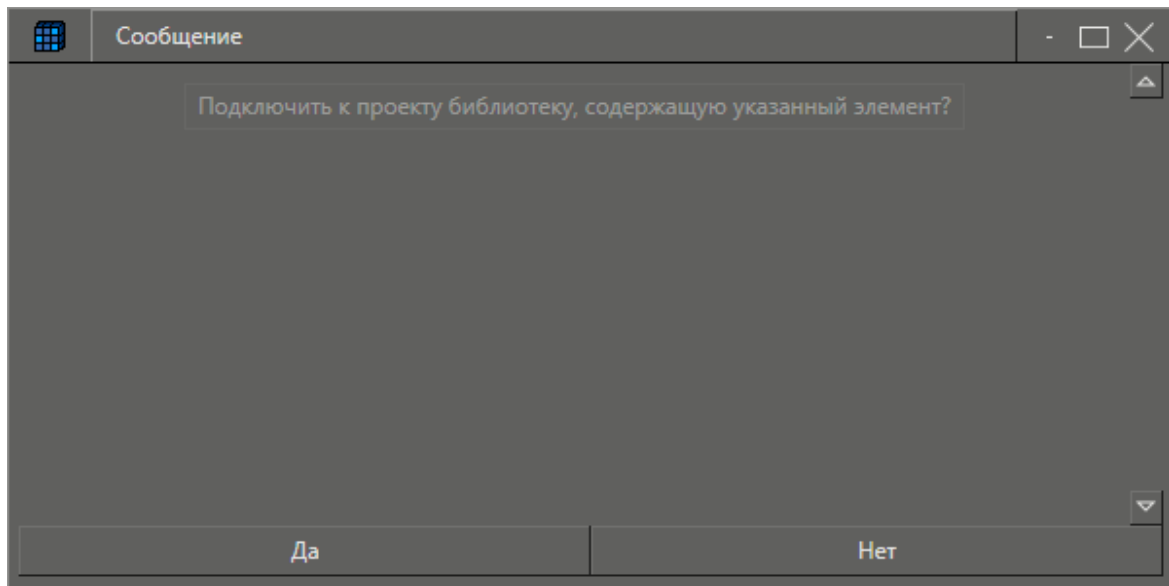 Сообщение
Подключить к проекту библиотеку, содержащую указанный элемент?
Да
Нет